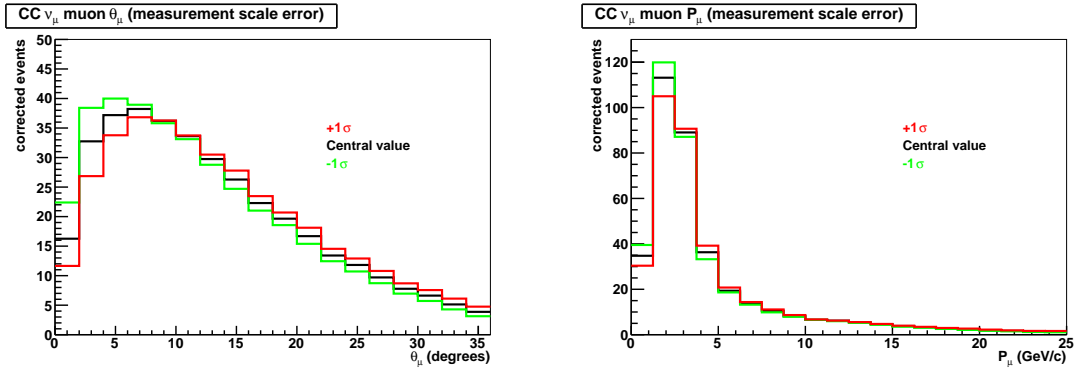 CC ν_μ muon θ_μ (measurement scale error)
corrected events
50
45
40
35
30
25
20
15
10
5
0
+1σ
Central value
-1σ
0 5 10 15 20 25 30 35
θ_μ (degrees)
CC ν_μ muon P_μ (measurement scale error)
corrected events
120
100
80
60
40
20
0
+1σ
Central value
-1σ
0 5 10 15 20 25
P_μ (GeV/c)